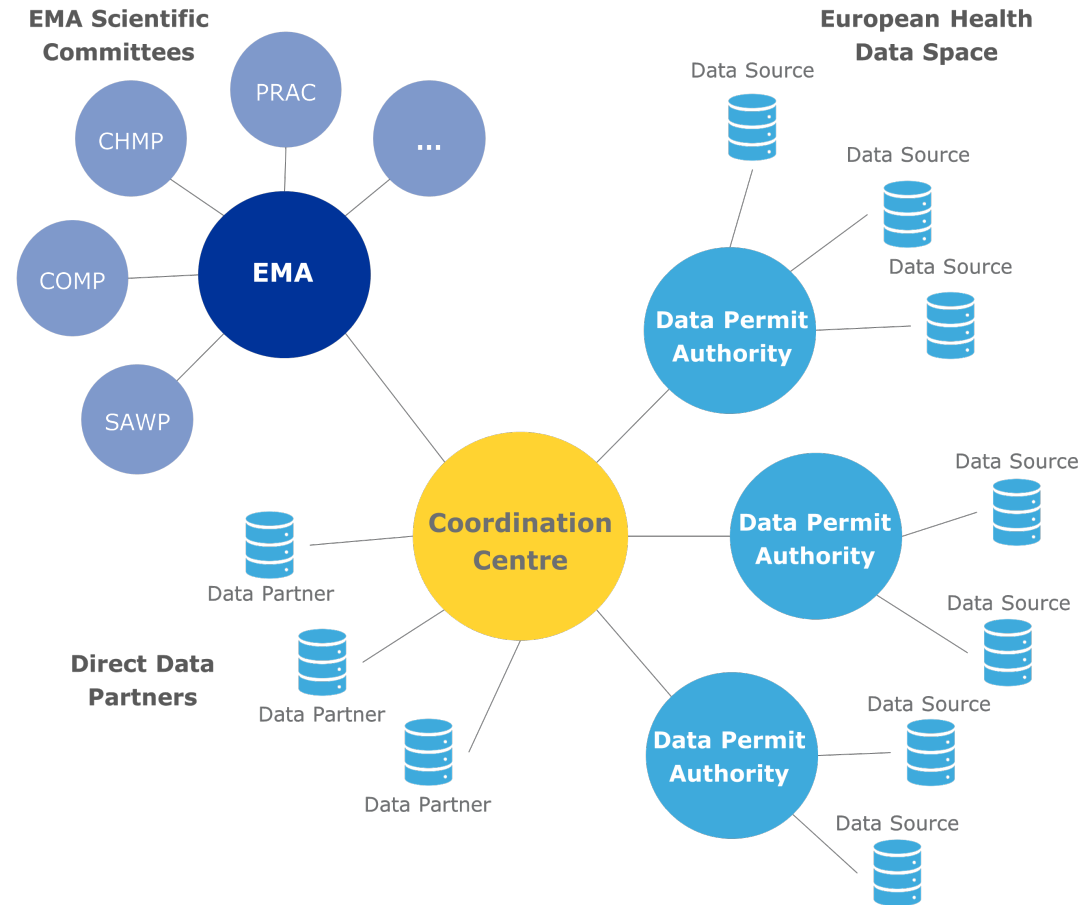 EMA Scientific
Committees
PRAC
CHMP
...
COMP
EMA
SAWP
European Health
Data Space
Data Source
Data Source
Data Source
Data Permit
Authority
Coordination
Centre
Data Permit
Authority
Data Source
Data Source
Data Permit
Authority
Data Source
Data Source
Direct Data
Partners
Data Partner
Data Partner
Data Partner